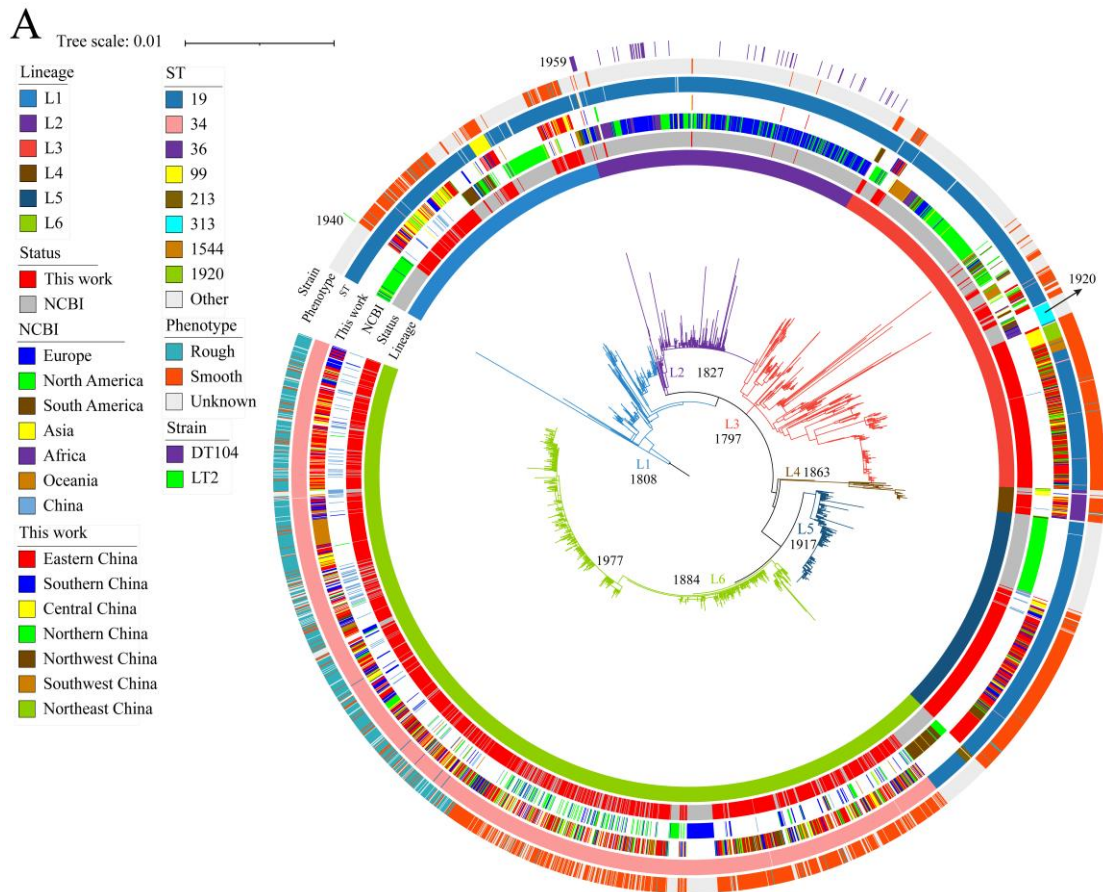 A
Tree scale: 0.01
Lineage
L1
L2
L3
L4
L5
L6
Status
This work
NCBI
NCBI
Europe
North America
South America
Asia
Africa
Oceania
China
This work
Eastern China
Southern China
Central China
Northern China
Northwest China
Southwest China
Northeast China
ST
19
34
36
99
213
313
1544
1920
Other
Phenotype
Rough
Smooth
Unknown
Strain
DT104
LT2
1959
1940
1920
Strain
Phenotype
ST
This work
NCBI
Status
Lineage
L2
1827
L3
1797
L1
1808
L4 1863
L5
1917
L6
1884
1977